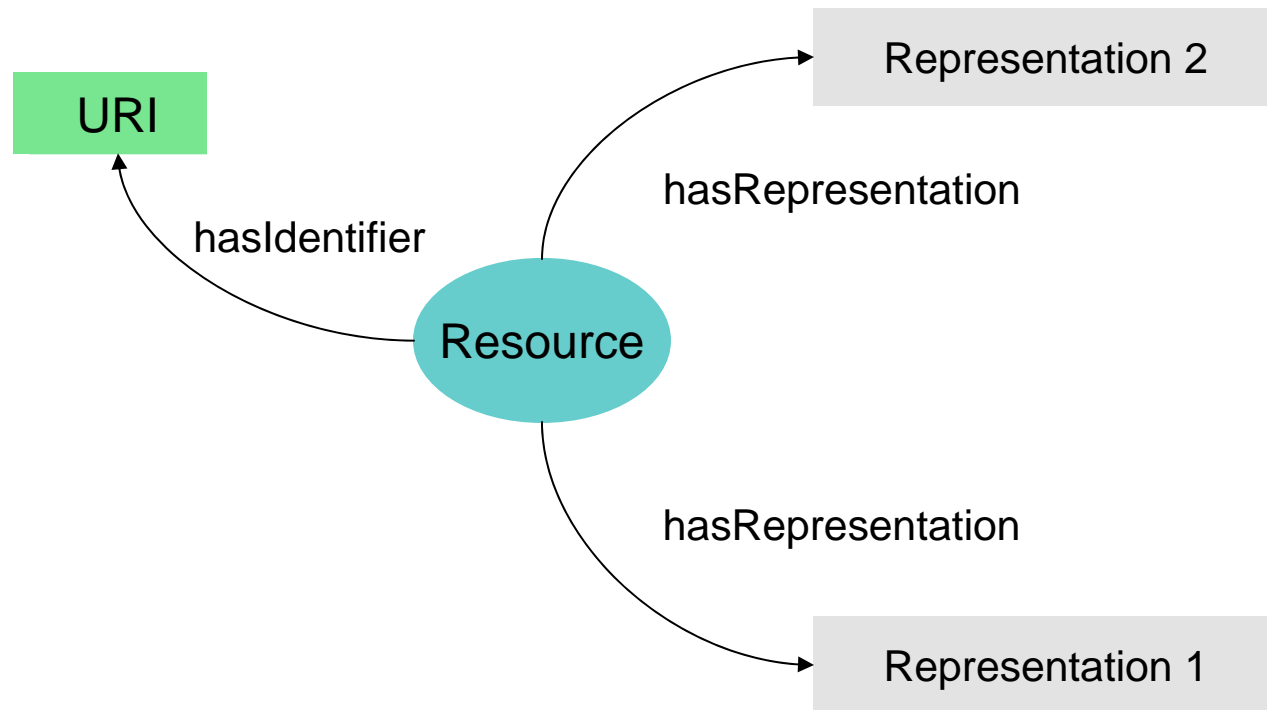 Representation 2
URI
hasRepresentation
hasIdentifier
Resource
hasRepresentation
Representation 1